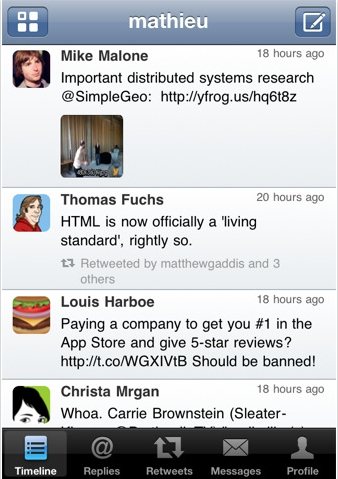 mathieu
Mike Malone
18 hours ago
Important distributed systems research
@SimpleGeo: http://yfrog.us/hq6t8z
Thomas Fuchs
20 hours ago
HTML is now officially a 'living
standard', rightly so.
Retweeted by matthewgaddis and 3
others
Louis Harboe
18 hours ago
Paying a company to get you #1 in the
App Store and give 5-star reviews?
http://t.co/WGXIVtB Should be banned!
Christa Mrgan
18 hours ago
Whoa. Carrie Brownstein (Sleater-
Timeline
Replies
Retweets
Messages
Profile